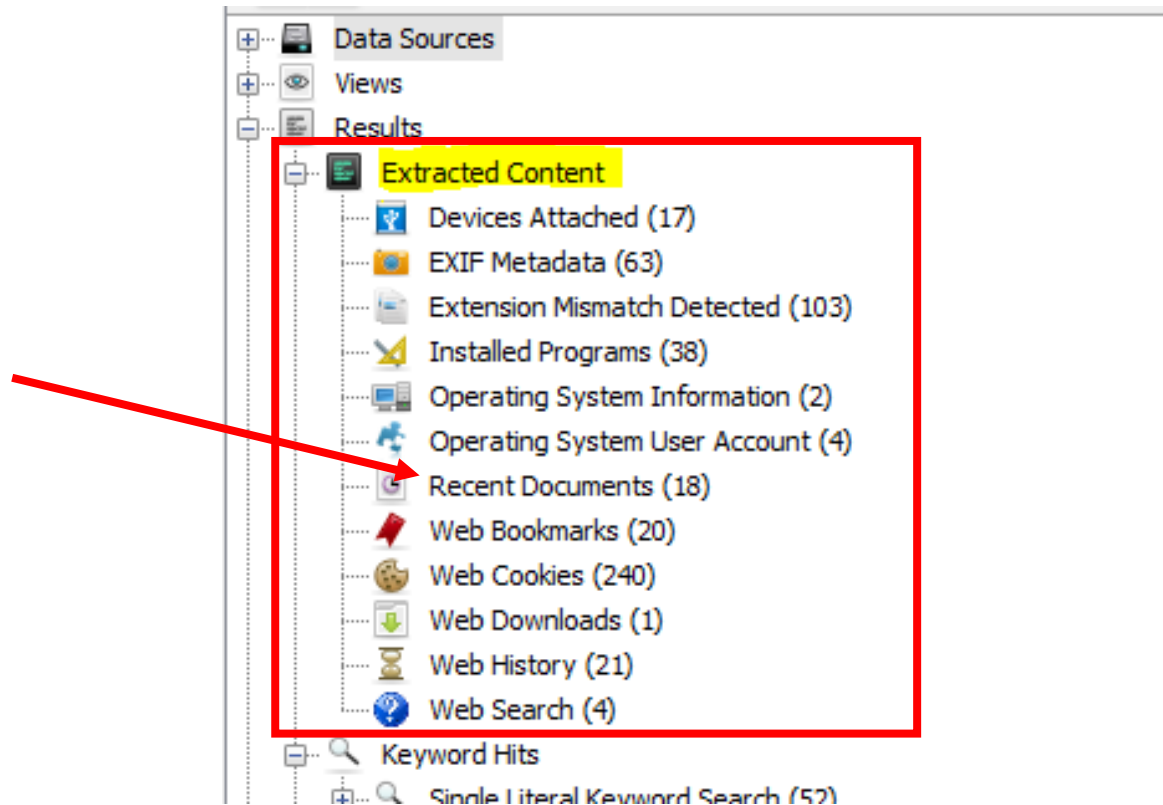 Data Sources
Views
Results
Extracted Content
Devices Attached (17)
EXIF Metadata (63)
Extension Mismatch Detected (103)
Installed Programs (38)
Operating System Information (2)
Operating System User Account (4)
Recent Documents (18)
Web Bookmarks (20)
Web Cookies (240)
Web Downloads (1)
Web History (21)
Web Search (4)
Keyword Hits
Single Literal Keyword Search (52)